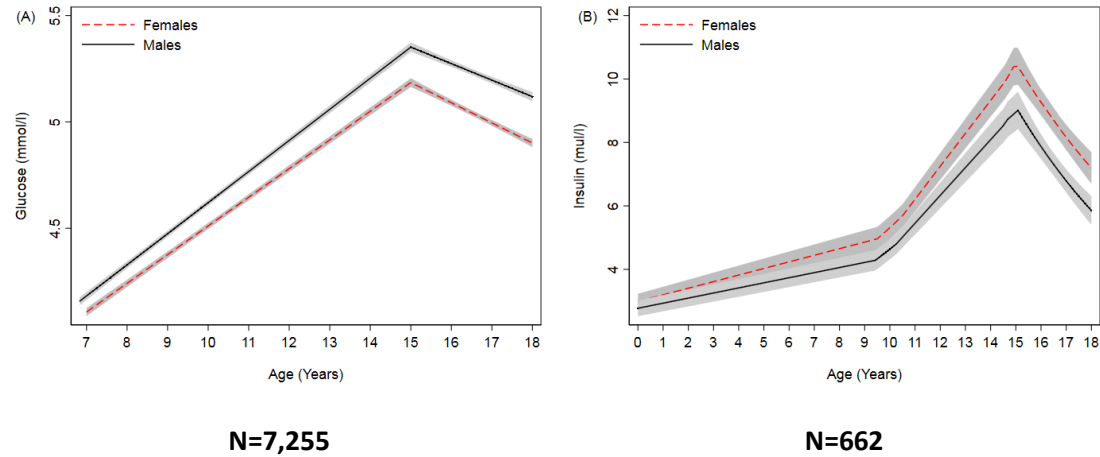 (A)
Females
Males
5.5
5
4.5
Glucose (mmol/l)
7 8 9 10 11 12 13 14 15 16 17 18
Age (Years)
N=7,255
(B)
Females
Males
12
10
8
6
4
Insulin (mul/l)
0 1 2 3 4 5 6 7 8 9 10 11 12 13 14 15 16 17 18
Age (Years)
N=662